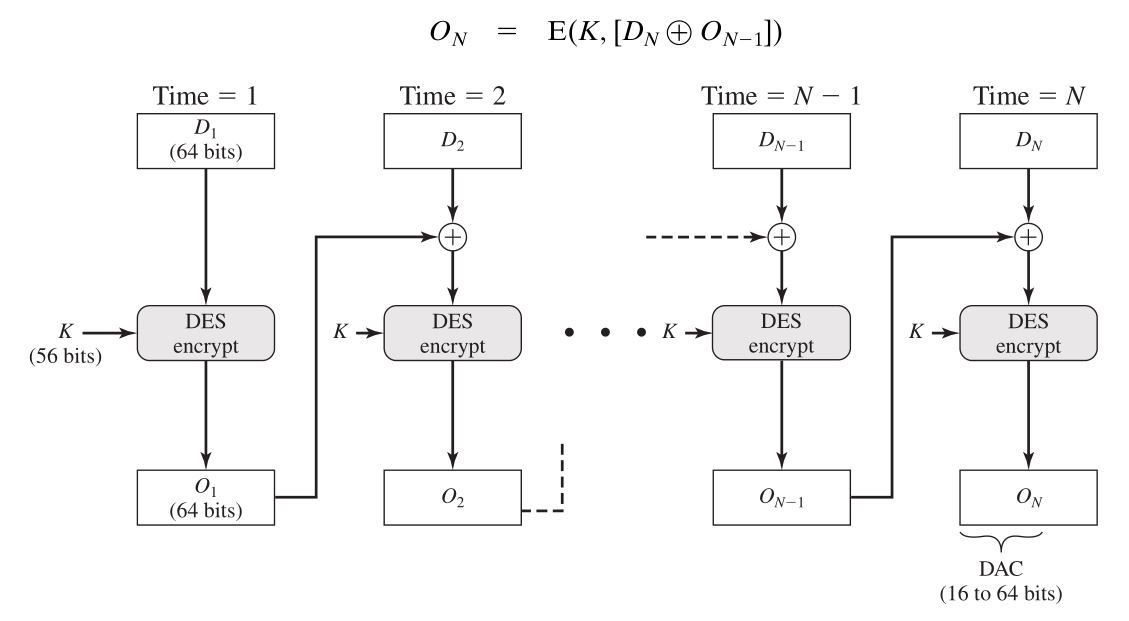 O_N = E(K, [D_N ⊕ O_{N−1}])
Time = 1 Time = 2 Time = N − 1 Time = N
D_1
(64 bits)
D_2
D_{N−1}
D_N
+ + +
K
(56 bits)
DES
encrypt
K
DES
encrypt
• • •
K
DES
encrypt
K
DES
encrypt
O_1
(64 bits)
O_2
O_{N−1}
O_N
DAC
(16 to 64 bits)